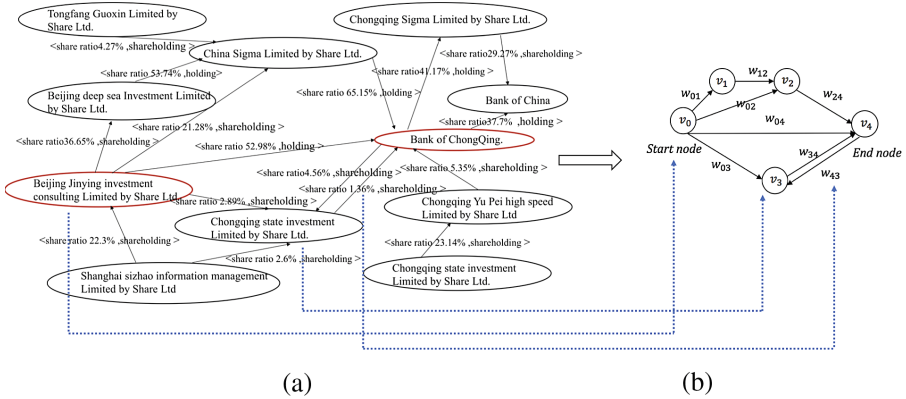 Tongfang Guoxin Limited by
Share Ltd.
Chongqing Sigma Limited by Share Ltd.
<share ratio4.27% ,shareholding >
China Sigma Limited by Share Ltd.
<share ratio29.27%,shareholding >
<share ratio 53.74% ,holding>
<share ratio41.17% ,holding >
Beijing deep sea Investment Limited
by Share Ltd.
<share ratio 65.15% ,holding >
Bank of China
<share ratio 21.28% ,shareholding >
<share ratio37.7% ,holding >
<share ratio36.65% ,shareholding >
<share ratio 52.98% ,holding>
Bank of ChongQing.
<share ratio 5.35% ,shareholding>
<share ratio4.56% ,shareholding >
Beijing Jinying investment
consulting Limited by Share Ltd
<share ratio 1.36% ,shareholding >
<share ratio 2.89% ,shareholding >
Chongqing Yu Pei high speed
Limited by Share Ltd
Chongqing state investment
Limited by Share Ltd.
<share ratio 22.3% ,shareholding >
<share ratio 23.14% ,shareholding >
<share ratio 2.6% ,shareholding >
Shanghai sizhao information management
Limited by Share Ltd
Chongqing state investment
Limited by Share Ltd.
(a)
v1
w12
v2
w01
w02
w24
v0
w04
v4
Start node
End node
w03
w34
v3
w43
(b)